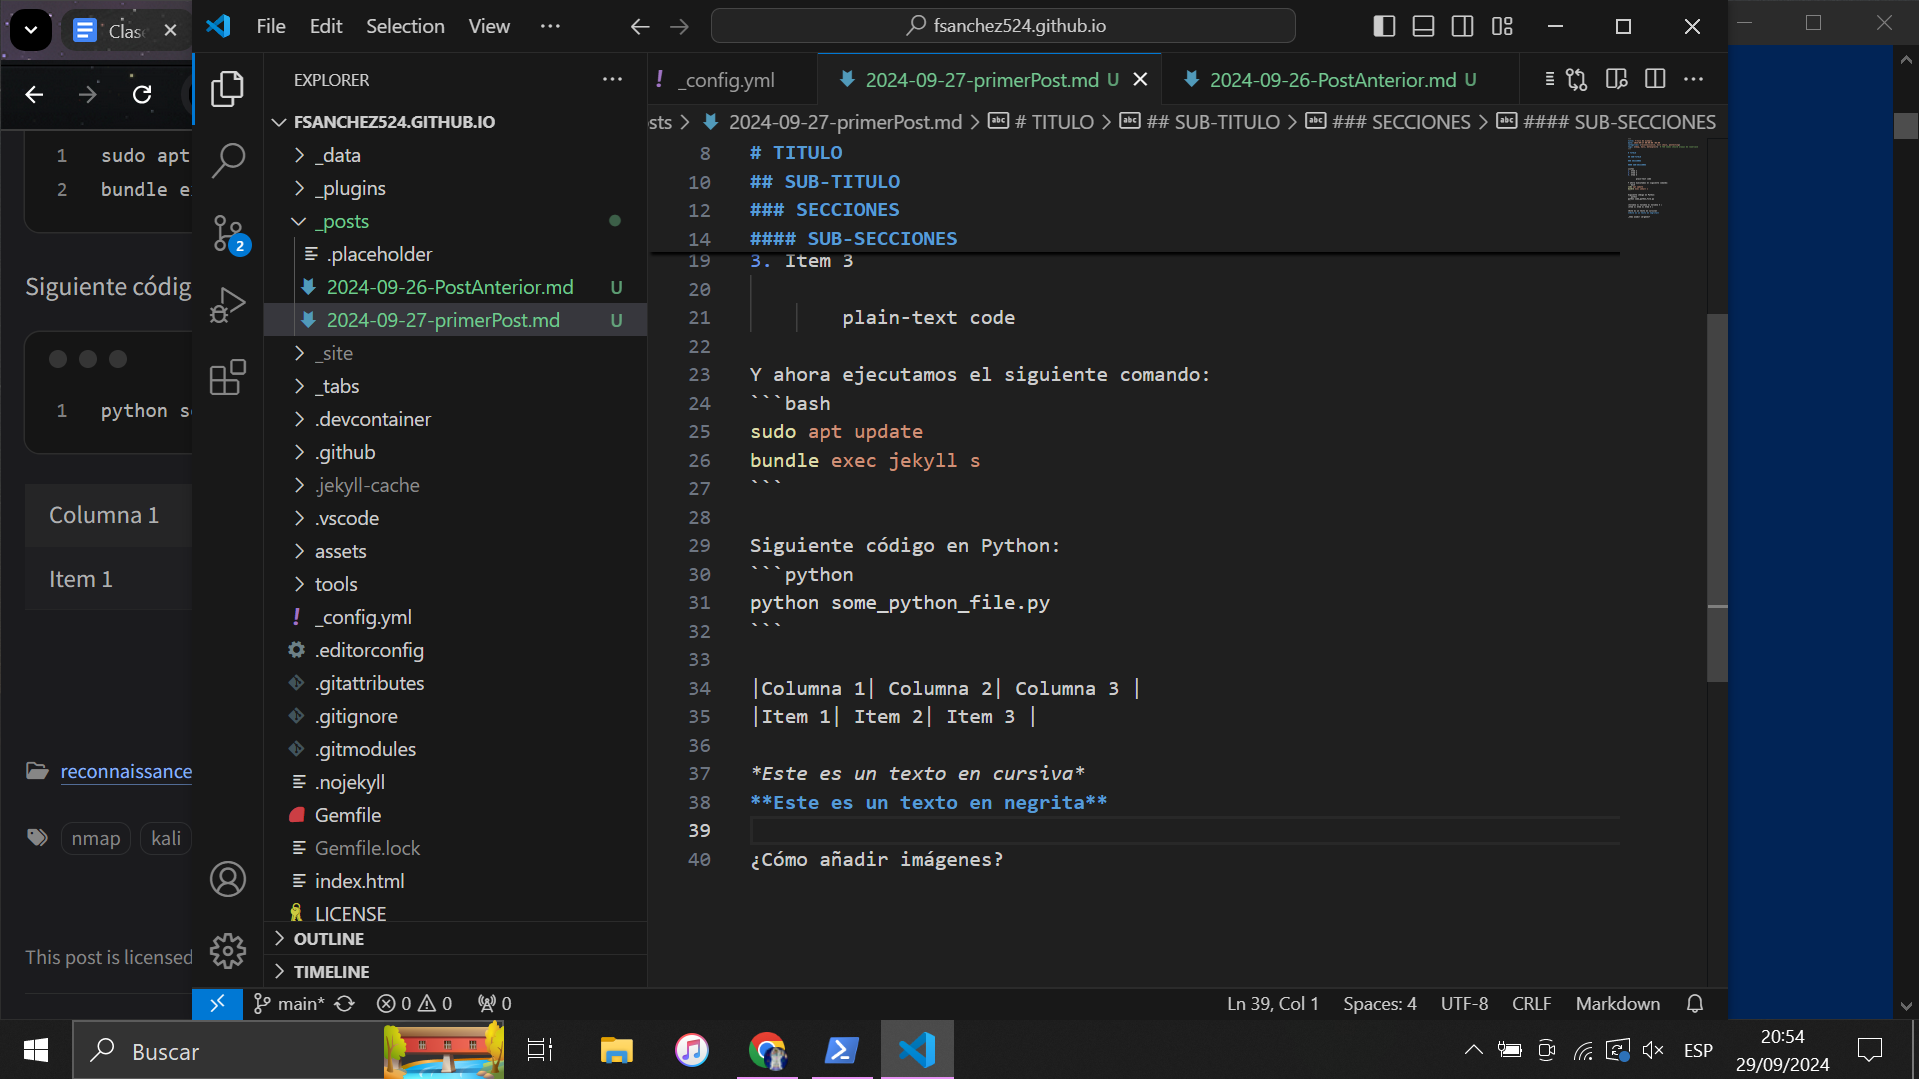 Clase
1 sudo apt
2 bundle e
Siguiente códig
1 python s
Columna 1
Item 1
reconnaissance
nmap
kali
This post is licensed
File Edit Selection View ···
fsanchez524.github.io
EXPLORER ···
FSANCHEZ524.GITHUB.IO
_data
_plugins
_posts
.placeholder
2024-09-26-PostAnterior.md U
2024-09-27-primerPost.md U
_site
_tabs
.devcontainer
.github
.jekyll-cache
.vscode
assets
tools
! _config.yml
.editorconfig
.gitattributes
.gitignore
.gitmodules
.nojekyll
Gemfile
Gemfile.lock
index.html
LICENSE
OUTLINE
TIMELINE
2
! _config.yml
2024-09-27-primerPost.md U
2024-09-26-PostAnterior.md U
sts > 2024-09-27-primerPost.md > abc # TITULO > abc ## SUB-TITULO > abc ### SECCIONES > abc #### SUB-SECCIONES
8 # TITULO
10 ## SUB-TITULO
12 ### SECCIONES
14 #### SUB-SECCIONES
19 3. Item 3
20
21 plain-text code
22
23 Y ahora ejecutamos el siguiente comando:
24 ```bash
25 sudo apt update
26 bundle exec jekyll s
27 ```
28
29 Siguiente código en Python:
30 ```python
31 python some_python_file.py
32 ```
33
34 |Columna 1| Columna 2| Columna 3 |
35 |Item 1| Item 2| Item 3 |
36
37 *Este es un texto en cursiva*
38 **Este es un texto en negrita**
39
40 ¿Cómo añadir imágenes?
main* 0 0 0
Ln 39, Col 1 Spaces: 4 UTF-8 CRLF Markdown
Buscar
ESP
20:54
29/09/2024